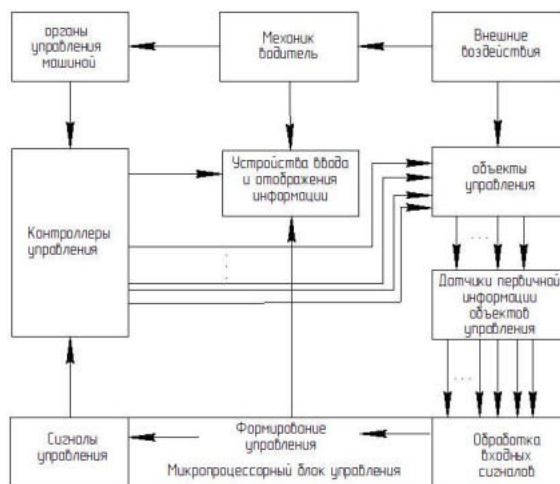 органы
управления
машиной
Механик
водитель
Внешние
воздействия
Устройства ввода
и отображения
информации
объекты
управления
Контроллеры
управления
Датчики первичной
информации
объектов
управления
Сигналы
управления
Формирование
управления
Микропроцессорный блок управления
Обработка
входных
сигналов